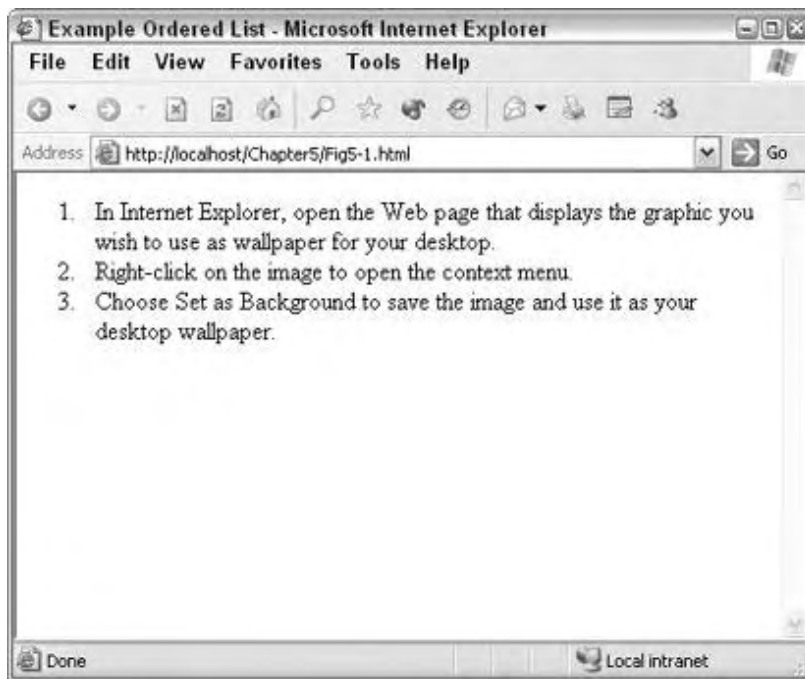 Example Ordered List - Microsoft Internet Explorer
File Edit View Favorites Tools Help
Address http://localhost/Chapter5/Fig5-1.html Go
1. In Internet Explorer, open the Web page that displays the graphic you
wish to use as wallpaper for your desktop.
2. Right-click on the image to open the context menu.
3. Choose Set as Background to save the image and use it as your
desktop wallpaper.
Done Local intranet